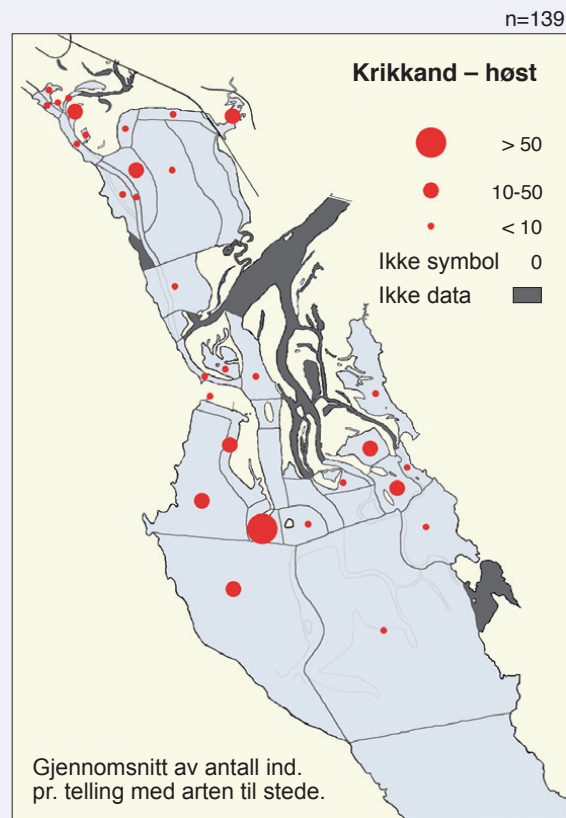 n=139
Krikkand – høst
> 50
10-50
< 10
Ikke symbol 0
Ikke data
Gjennomsnitt av antall ind.
pr. telling med arten til stede.